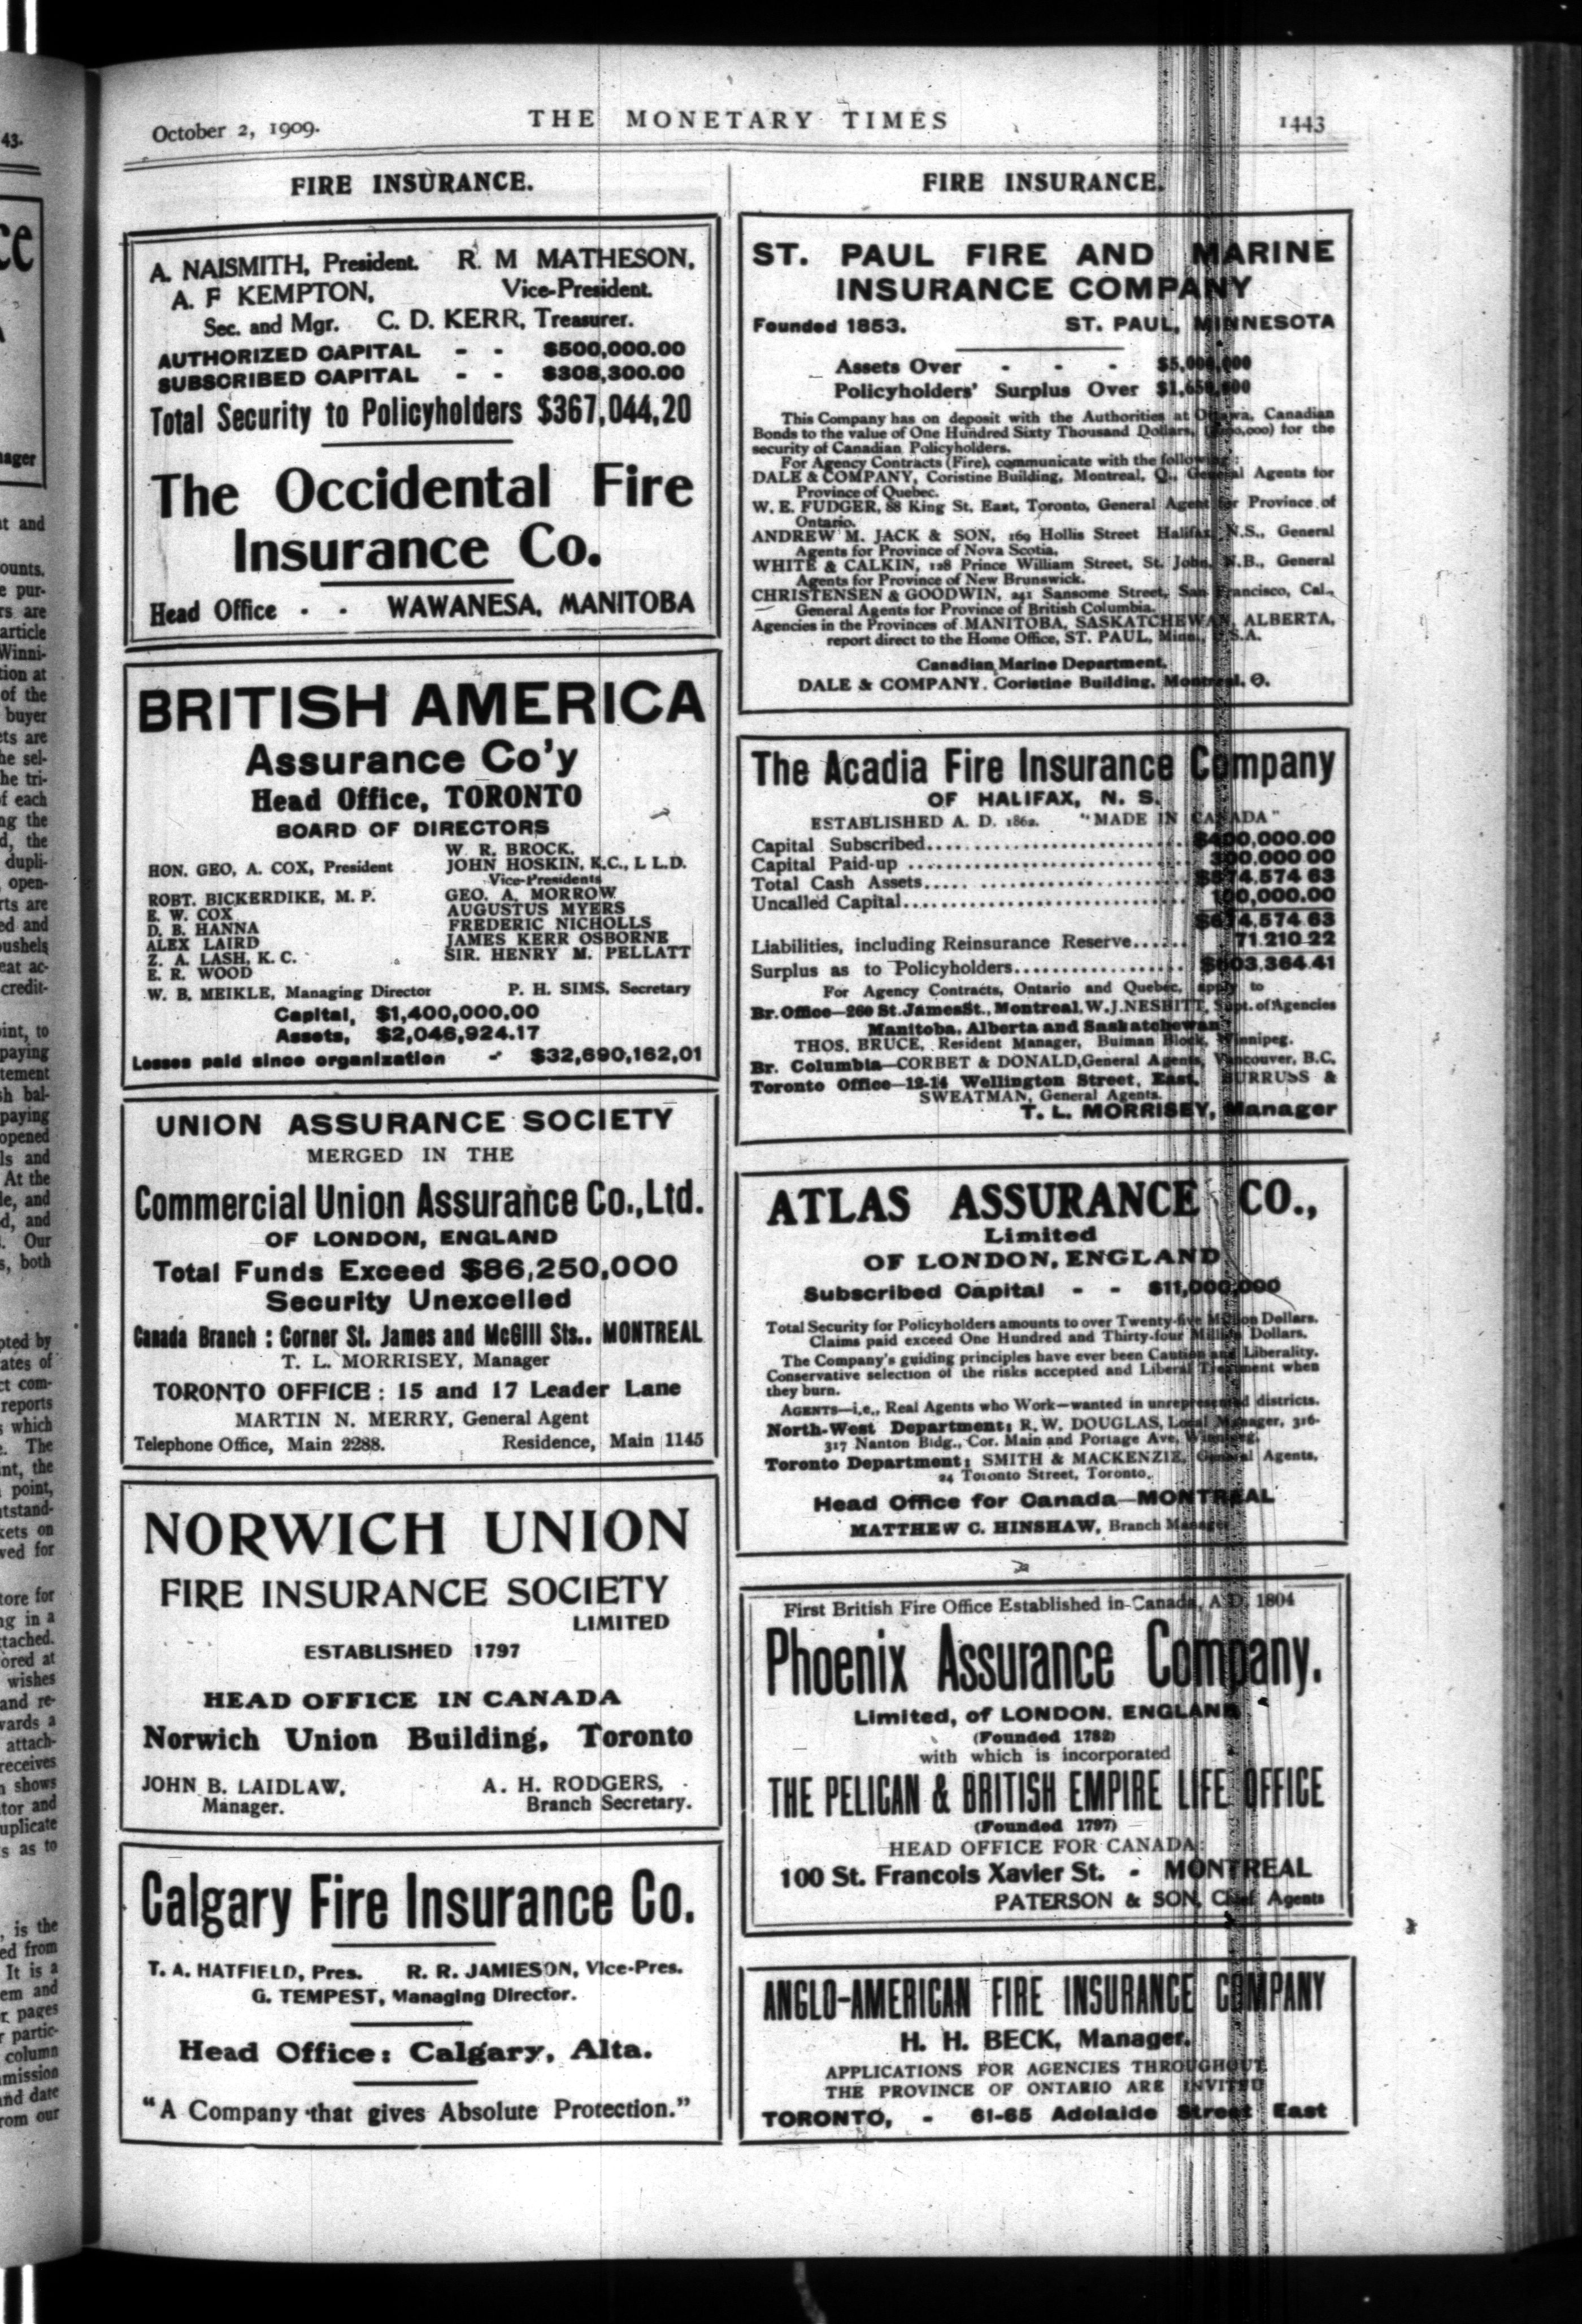 October 2, 1909.
THE MONETARY TIMES
1443
FIRE INSURANCE.
A. NAISMITH, President. R. M MATHESON,
A. F KEMPTON, Vice-President.
Sec. and Mgr. C. D. KERR, Treasurer.
AUTHORIZED CAPITAL - - $500,000.00
SUBSCRIBED CAPITAL - - $308,300.00
Total Security to Policyholders $367,044,20
The Occidental Fire
Insurance Co.
Head Office - - WAWANESA, MANITOBA
BRITISH AMERICA
Assurance Co'y
Head Office, TORONTO
BOARD OF DIRECTORS
W. R. BROCK,
HON. GEO, A. COX, President JOHN HOSKIN, K.C., L L.D.
Vice-Presidents
ROBT. BICKERDIKE, M. P. GEO. A. MORROW
E. W. COX AUGUSTUS MYERS
D. B. HANNA FREDERIC NICHOLLS
ALEX LAIRD JAMES KERR OSBORNE
Z. A. LASH, K. C. SIR. HENRY M. PELLATT
E. R. WOOD
W. B. MEIKLE, Managing Director P. H. SIMS, Secretary
Capital, $1,400,000.00
Assets, $2,046,924.17
Losses paid since organization - $32,690,162,01
UNION ASSURANCE SOCIETY
MERGED IN THE
Commercial Union Assurance Co., Ltd.
OF LONDON, ENGLAND
Total Funds Exceed $86,250,000
Security Unexcelled
Canada Branch : Corner St. James and McGill Sts., MONTREAL
T. L. MORRISEY, Manager
TORONTO OFFICE : 15 and 17 Leader Lane
MARTIN N. MERRY, General Agent
Telephone Office, Main 2288. Residence, Main 1145
NORWICH UNION
FIRE INSURANCE SOCIETY
LIMITED
ESTABLISHED 1797
HEAD OFFICE IN CANADA
Norwich Union Building, Toronto
JOHN B. LAIDLAW, A. H. RODGERS,
Manager. Branch Secretary.
Calgary Fire Insurance Co.
T. A. HATFIELD, Pres. R. R. JAMIESON, Vice-Pres.
G. TEMPEST, Managing Director.
Head Office: Calgary, Alta.
"A Company that gives Absolute Protection."
FIRE INSURANCE.
ST. PAUL FIRE AND MARINE
INSURANCE COMPANY
Founded 1853. ST. PAUL, MINNESOTA
Assets Over - - - $5,000,000
Policyholders' Surplus Over
This Company has on deposit with the Authorities at Ottawa, Canadian
Bonds to the value of One Hundred Sixty Thousand Dollars, for the
security of Canadian Policyholders.
For Agency Contracts (Fire), communicate with the following:
DALE & COMPANY, Coristine Building, Montreal, Q., General Agents for
Province of Quebec.
W. E. FUDGER, 88 King St. East, Toronto, General Agent for Province of
Ontario.
ANDREW M. JACK & SON, 169 Hollis Street Halifax, N.S., General
Agents for Province of Nova Scotia.
WHITE & CALKIN, 128 Prince William Street, St. John, N.B., General
Agents for Province of New Brunswick.
CHRISTENSEN & GOODWIN, 241 Sansome Street, San Francisco, Cal.,
General Agents for Province of British Columbia.
Agencies in the Provinces of MANITOBA, SASKATCHEWAN, ALBERTA,
report direct to the Home Office, ST. PAUL, Minn., U.S.A.
Canadian Marine Department,
DALE & COMPANY, Coristine Building, Montreal, Q.
The Acadia Fire Insurance Company
OF HALIFAX, N. S.
ESTABLISHED A. D. 1862. "MADE IN CANADA"
Capital Subscribed $400,000.00
Capital Paid-up 300.000 00
Total Cash Assets $574.574 63
Uncalled Capital 100,000.00
$674,574 63
Liabilities, including Reinsurance Reserve 71.210 22
Surplus as to Policyholders $603,364.41
For Agency Contracts, Ontario and Quebec, apply to
Br. Office—260 St. James St., Montreal, W. J. NESBITT, Supt. of Agencies
Manitoba, Alberta and Saskatchewan
THOS. BRUCE, Resident Manager, Bulman Block, Winnipeg.
Br. Columbia—CORBET & DONALD, General Agents, Vancouver, B.C.
Toronto Office—12-14 Wellington Street, East, BURRUSS &
SWEATMAN, General Agents.
T. L. MORRISEY, Manager
ATLAS ASSURANCE CO.,
Limited
OF LONDON, ENGLAND
Subscribed Capital - - $11,000,000
Total Security for Policyholders amounts to over Twenty-five Million Dollars.
Claims paid exceed One Hundred and Thirty-four Million Dollars.
The Company's guiding principles have ever been Caution and Liberality.
Conservative selection of the risks accepted and Liberal Treatment when
they burn.
AGENTS—i,e., Real Agents who Work—wanted in unrepresented districts.
North-West Department: R. W. DOUGLAS, Local Manager, 316-
317 Nanton Bldg., Cor. Main and Portage Ave, Winnipeg.
Toronto Department: SMITH & MACKENZIE, General Agents,
24 Toronto Street, Toronto.
Head Office for Canada—MONTREAL
MATTHEW C. HINSHAW, Branch Manager
First British Fire Office Established in Canada, A.D. 1804
Phoenix Assurance Company,
Limited, of LONDON. ENGLAND
(Founded 1782)
with which is incorporated
THE PELICAN & BRITISH EMPIRE LIFE OFFICE
(Founded 1797)
HEAD OFFICE FOR CANADA:
100 St. Francois Xavier St. - MONTREAL
PATERSON & SON, Chief Agents
ANGLO-AMERICAN FIRE INSURANCE COMPANY
H. H. BECK, Manager.
APPLICATIONS FOR AGENCIES THROUGHOUT
THE PROVINCE OF ONTARIO ARE INVITED
TORONTO, - 61-65 Adelaide Street East